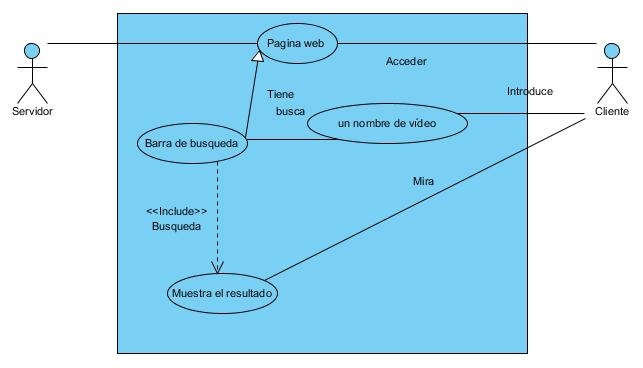 Pagina web
Acceder
Servidor
Tiene
busca
Introduce
Cliente
un nombre de vídeo
Barra de busqueda
Mira
<<Include>>
Busqueda
Muestra el resultado